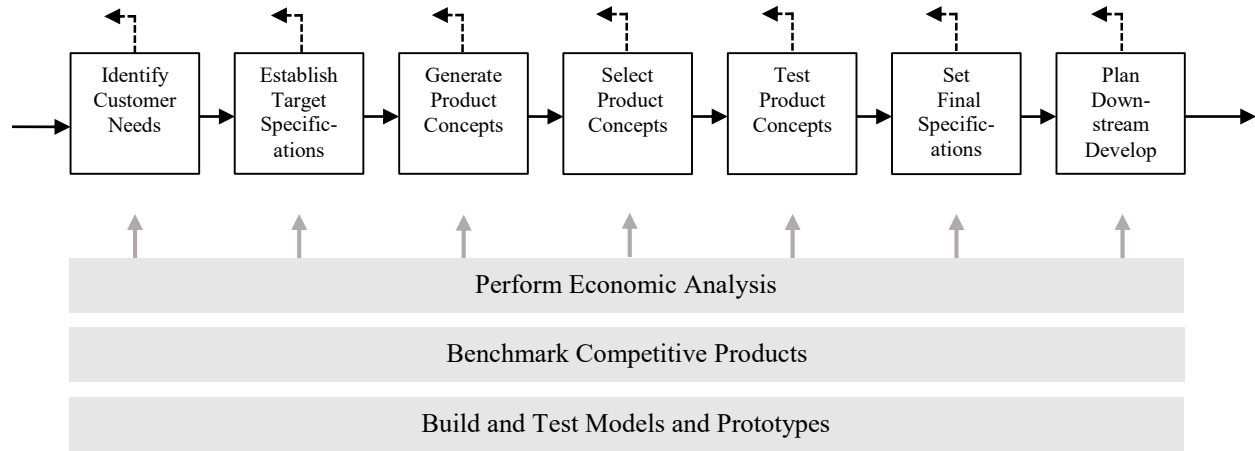 Identify
Customer
Needs
Establish
Target
Specific-
ations
Generate
Product
Concepts
Select
Product
Concepts
Test
Product
Concepts
Set
Final
Specific-
ations
Plan
Down-
stream
Develop
Perform Economic Analysis
Benchmark Competitive Products
Build and Test Models and Prototypes